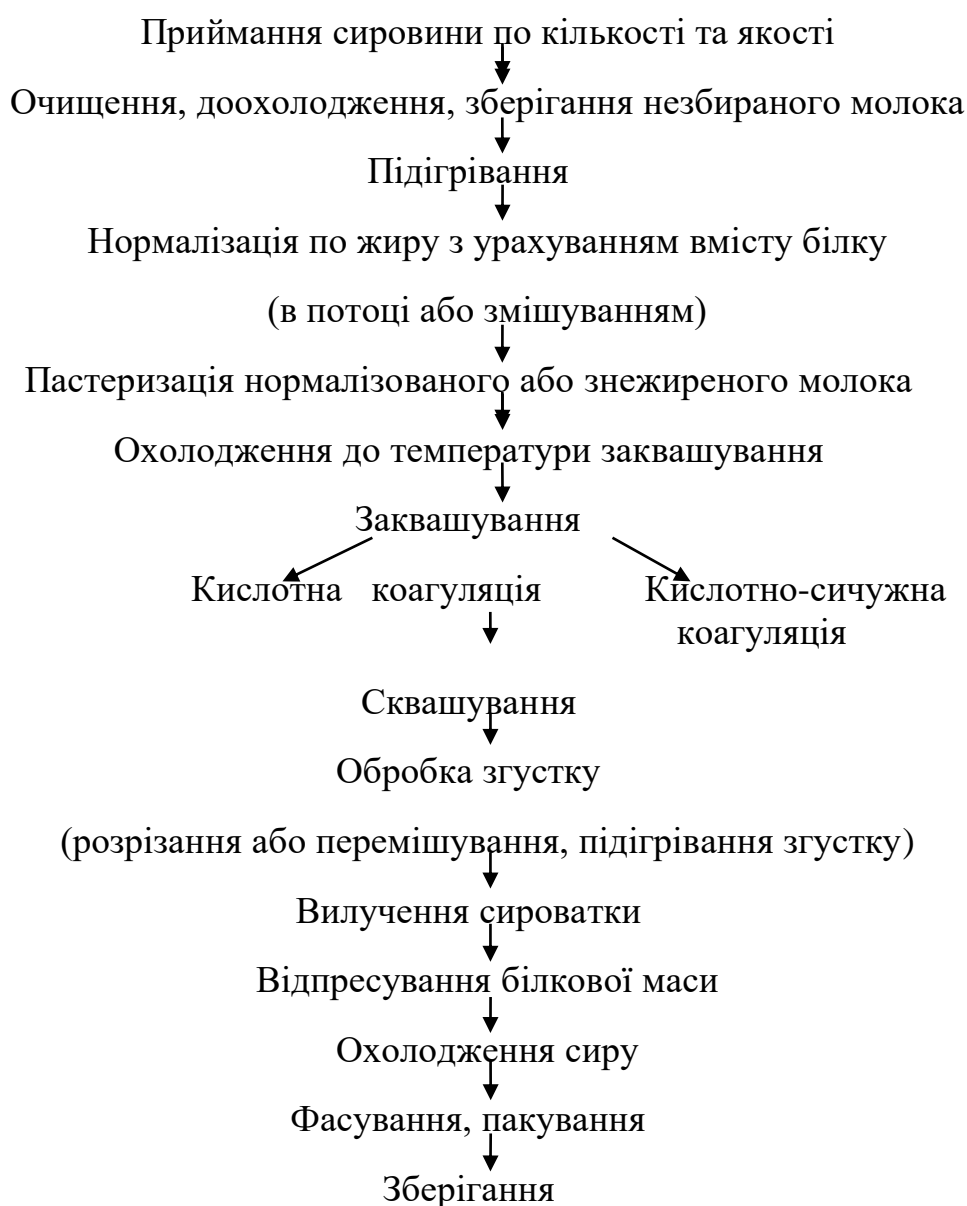 Приймання сировини по кількості та якості
Очищення, доохолодження, зберігання незбираного молока
Підігрівання
Нормалізація по жиру з урахуванням вмісту білку
(в потоці або змішуванням)
Пастеризація нормалізованого або знежиреного молока
Охолодження до температури заквашування
Заквашування
Кислотна коагуляція
Кислотно-сичужна
коагуляція
Сквашування
Обробка згустку
(розрізання або перемішування, підігрівання згустку)
Вилучення сироватки
Відпресування білкової маси
Охолодження сиру
Фасування, пакування
Зберігання